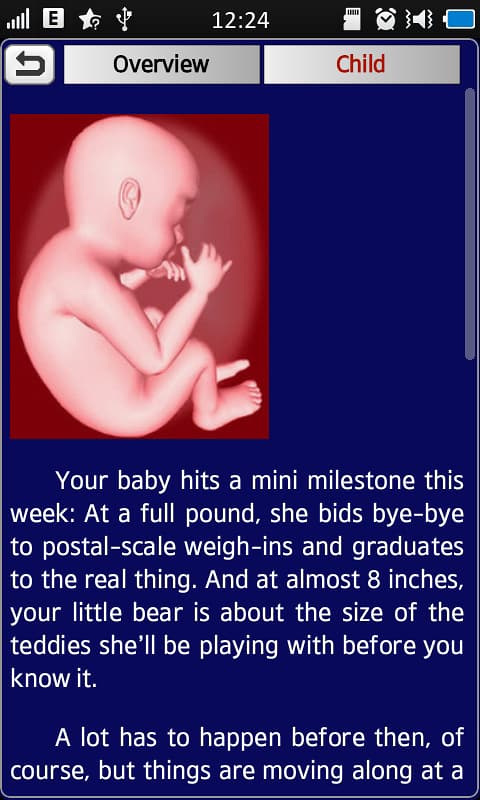 E 12:24
Overview Child
Your baby hits a mini milestone this
week: At a full pound, she bids bye-bye
to postal-scale weigh-ins and graduates
to the real thing. And at almost 8 inches,
your little bear is about the size of the
teddies she'll be playing with before you
know it.
A lot has to happen before then, of
course, but things are moving along at a